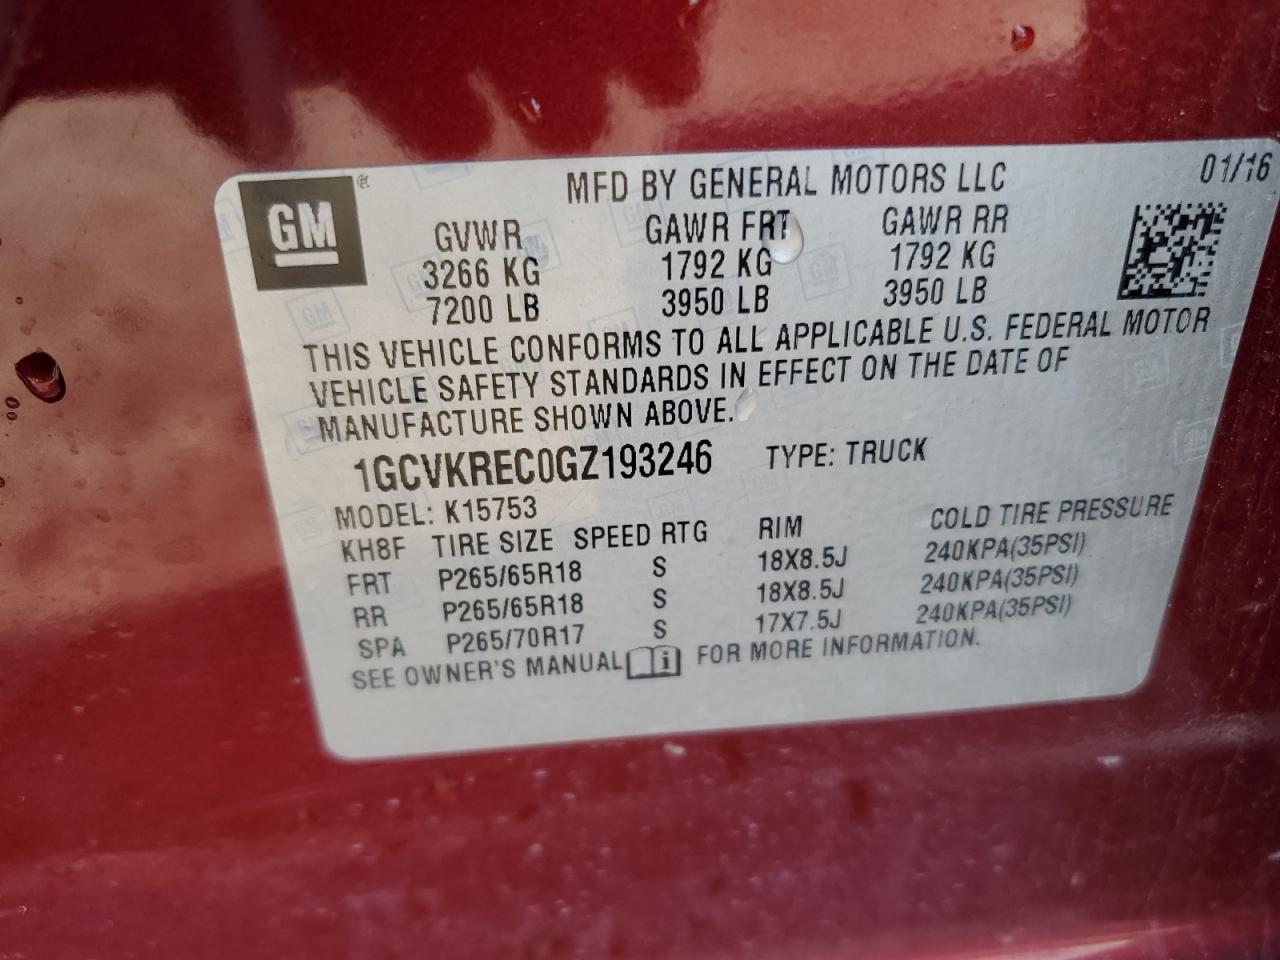 MFD BY GENERAL MOTORS LLC 01/16
GM ®
GVWR GAWR FRT GAWR RR
3266 KG 1792 KG 1792 KG
7200 LB 3950 LB 3950 LB
THIS VEHICLE CONFORMS TO ALL APPLICABLE U.S. FEDERAL MOTOR
VEHICLE SAFETY STANDARDS IN EFFECT ON THE DATE OF
MANUFACTURE SHOWN ABOVE.
1GCVKREC0GZ193246 TYPE: TRUCK
MODEL: K15753
KH8F TIRE SIZE SPEED RTG RIM COLD TIRE PRESSURE
FRT P265/65R18 S 18X8.5J 240KPA(35PSI)
RR P265/65R18 S 18X8.5J 240KPA(35PSI)
SPA P265/70R17 S 17X7.5J 240KPA(35PSI)
SEE OWNER'S MANUAL i FOR MORE INFORMATION.